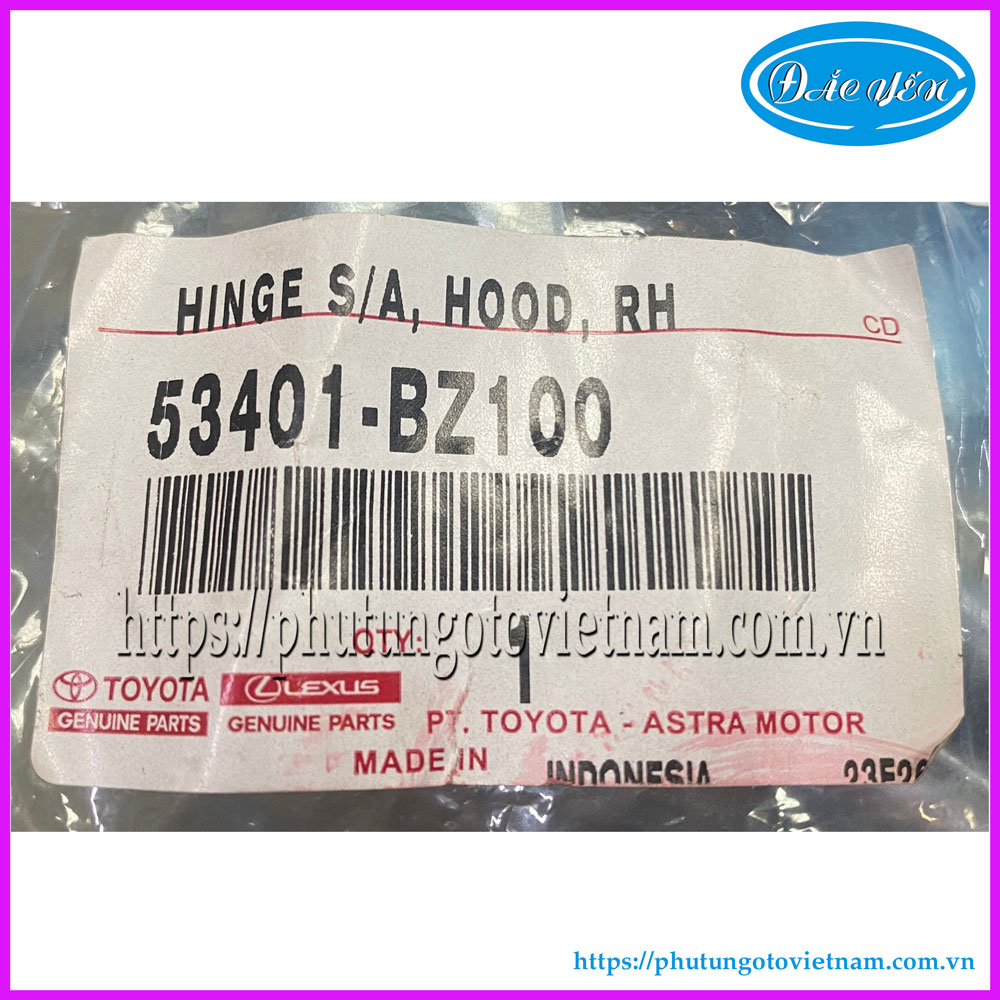 ĐẮC YẾN
HINGE S/A, HOOD, RH
CD
53401-BZ100
https://phutungotovietnam.com.vn
QTY: 1
TOYOTA LEXUS
GENUINE PARTS GENUINE PARTS PT. TOYOTA - ASTRA MOTOR
MADE IN INDONESIA
https://phutungotovietnam.com.vn